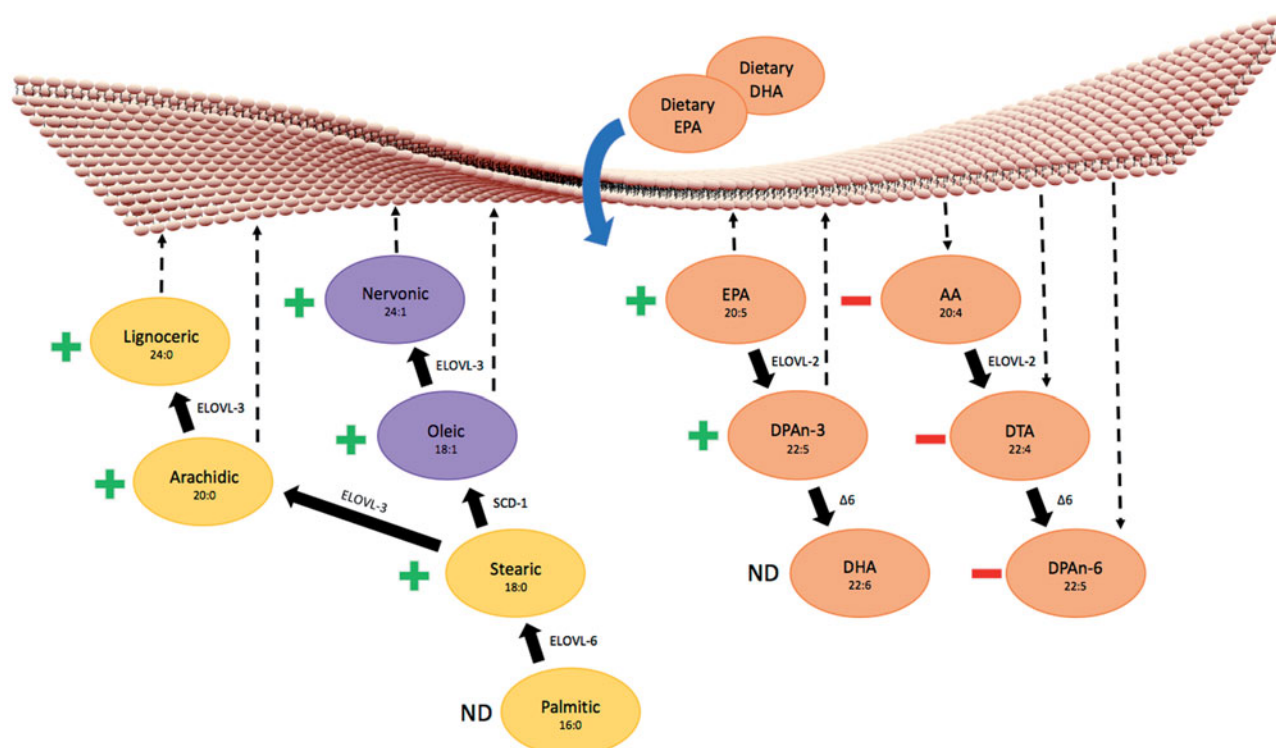 Dietary
DHA
Dietary
EPA
Nervonic
24:1
EPA
20:5
AA
20:4
Lignoceric
24:0
ELOVL-3
ELOVL-2
ELOVL-2
ELOVL-3
Oleic
18:1
DPAn-3
22:5
DTA
22:4
Arachidic
20:0
ELOVL-3
SCD-1
Δ6
Δ6
Stearic
18:0
ND
DHA
22:6
DPAn-6
22:5
ELOVL-6
ND
Palmitic
16:0